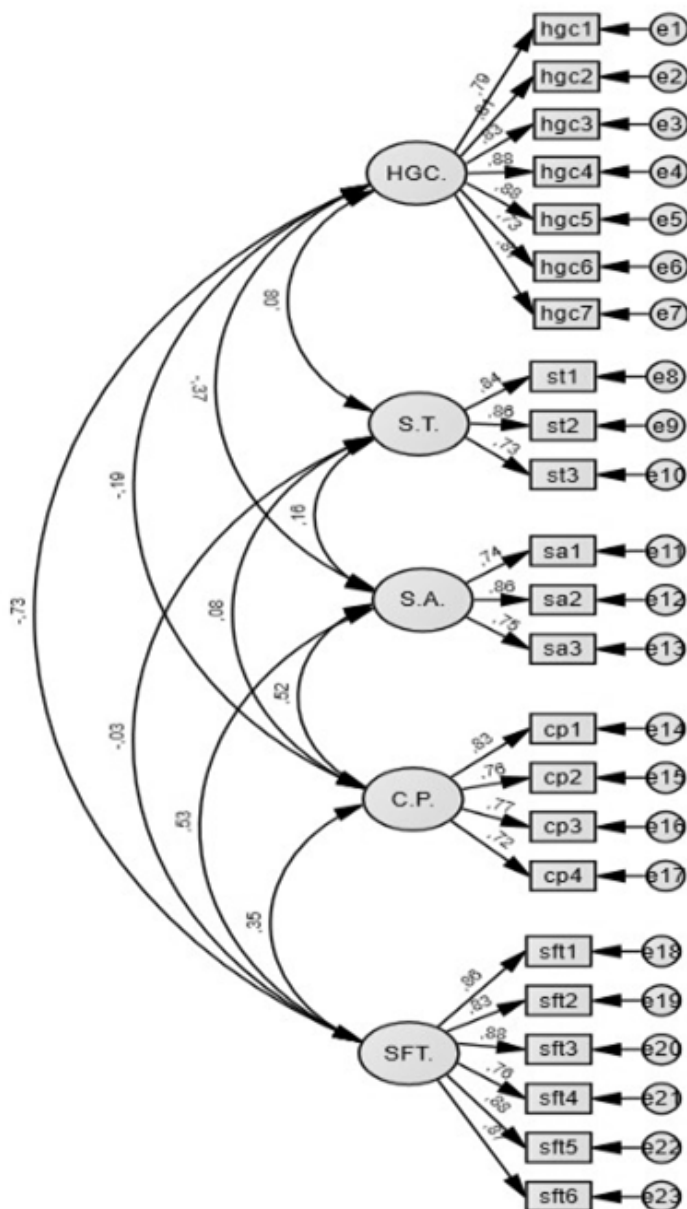 hgc1 e1
,79
hgc2 e2
,81
hgc3 e3
,83
HGC. ,88 hgc4 e4
,88
hgc5 e5
,73
hgc6 e6
hgc7 e7
,08
-,37
-,19
-,73
st1 e8
,84
S.T. ,86 st2 e9
,73
st3 e10
,16
,08
-,03
sa1 e11
,74
S.A. ,86 sa2 e12
,75
sa3 e13
,52
,53
cp1 e14
,83
C.P. ,76 cp2 e15
,77 cp3 e16
,72
cp4 e17
,35
sft1 e18
,86
,83 sft2 e19
SFT. ,88 sft3 e20
,76
sft4 e21
,88
sft5 e22
,87
sft6 e23